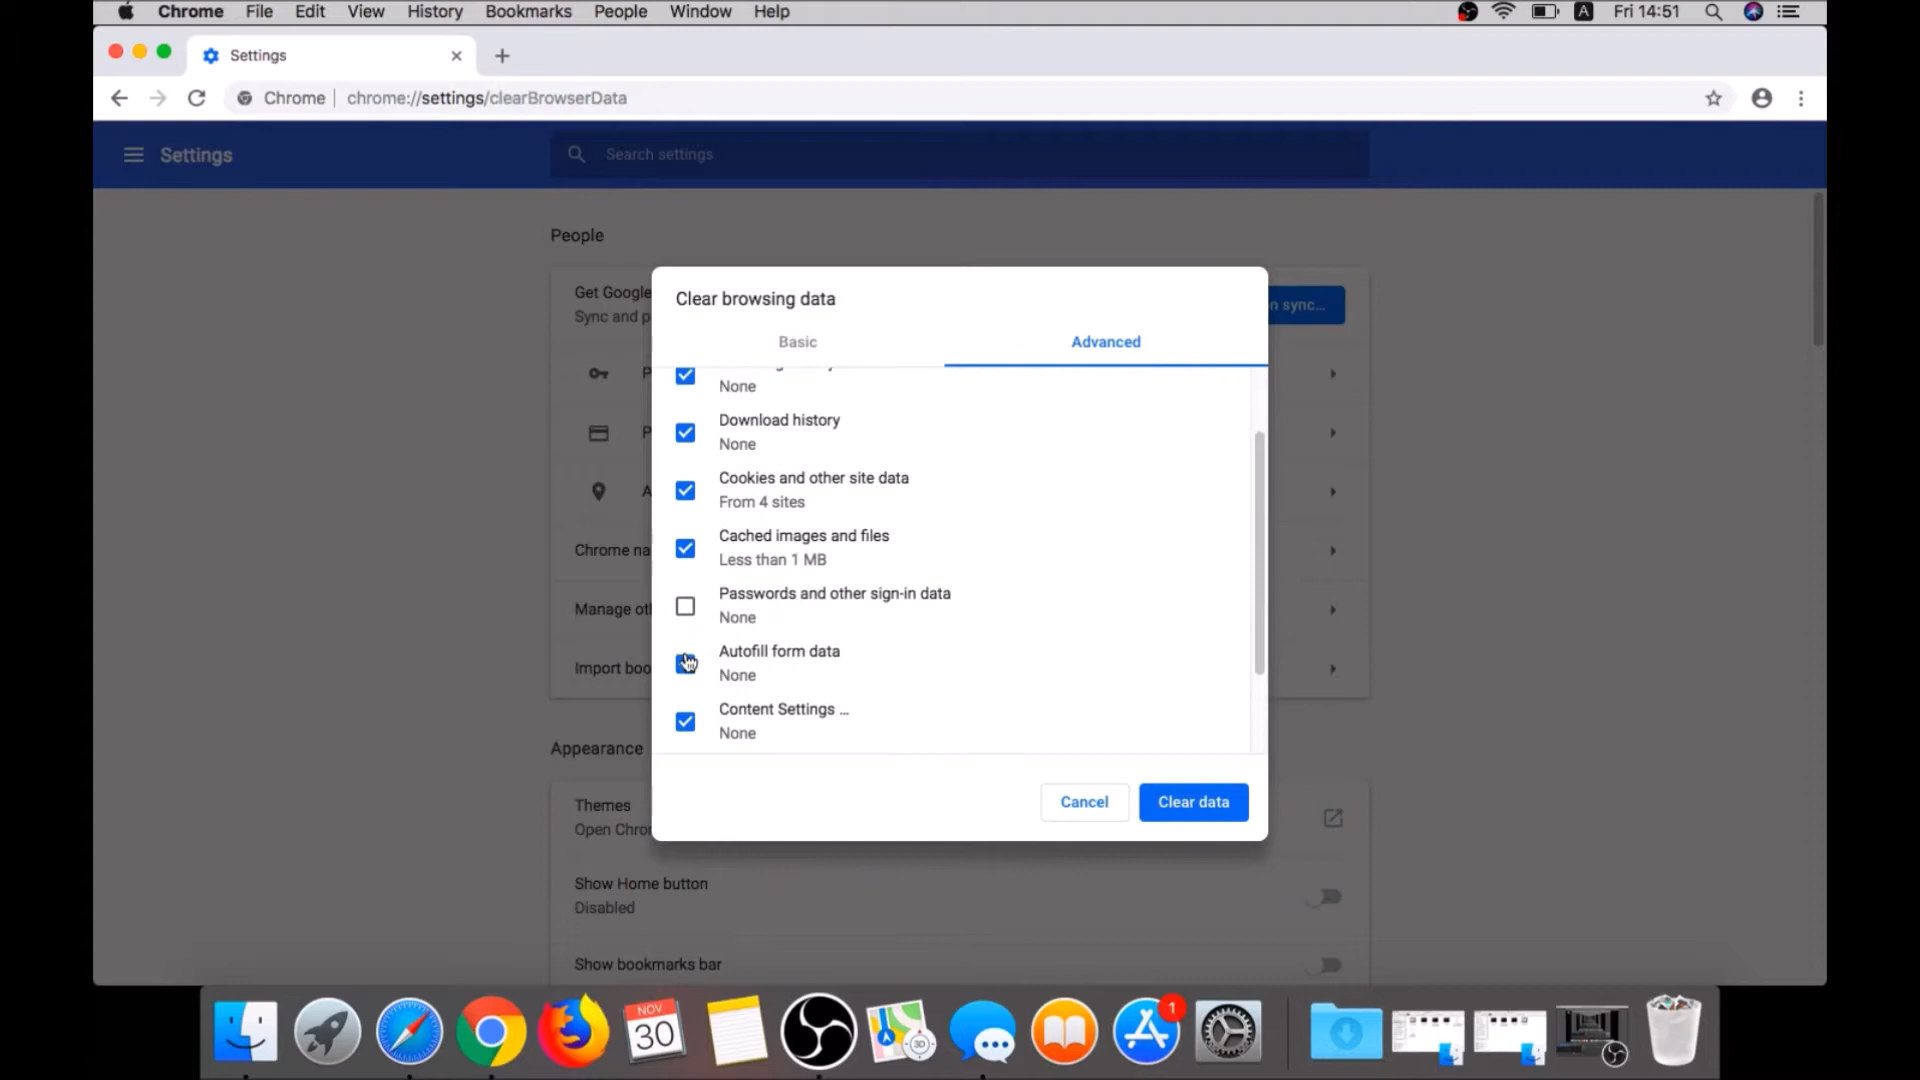 Chrome File Edit View History Bookmarks People Window Help A Fri 14:51
Settings
Chrome chrome://settings/clearBrowserData
Settings Search settings
People
Get Google
Sync and p
n sync...
P
P
A
Chrome na
Manage ot
Import boo
Clear browsing data
Basic Advanced
None
Download history
None
Cookies and other site data
From 4 sites
Cached images and files
Less than 1 MB
Passwords and other sign-in data
None
Autofill form data
None
Content Settings ...
None
Cancel Clear data
Appearance
Themes
Open Chro
Show Home button
Disabled
Show bookmarks bar
NOV
30
3D
1